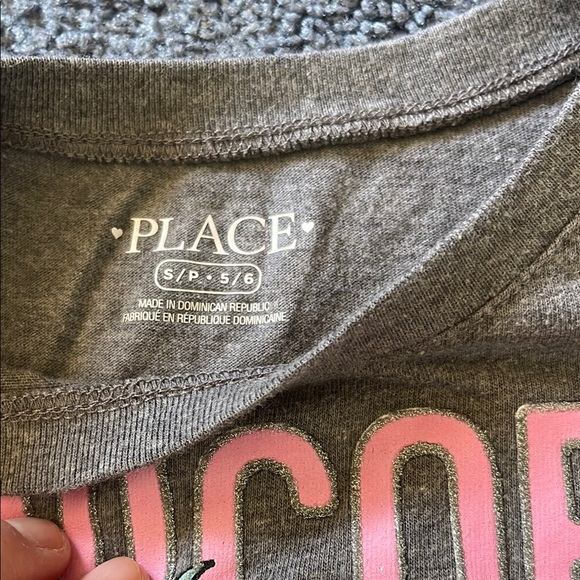 PLACE
S/P • 5/6
MADE IN DOMINICAN REPUBLIC
FABRIQUÉ EN RÉPUBLIQUE DOMINICAINE